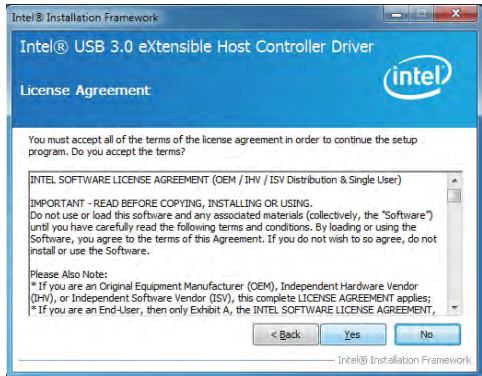 Intel® Installation Framework
Intel® USB 3.0 eXtensible Host Controller Driver
License Agreement
intel
You must accept all of the terms of the license agreement in order to continue the setup
program. Do you accept the terms?
INTEL SOFTWARE LICENSE AGREEMENT (OEM / IHV / ISV Distribution & Single User)
IMPORTANT - READ BEFORE COPYING, INSTALLING OR USING.
Do not use or load this software and any associated materials (collectively, the "Software")
until you have carefully read the following terms and conditions. By loading or using the
Software, you agree to the terms of this Agreement. If you do not wish to so agree, do not
install or use the Software.
Please Also Note:
* If you are an Original Equipment Manufacturer (OEM), Independent Hardware Vendor
(IHV), or Independent Software Vendor (ISV), this complete LICENSE AGREEMENT applies;
* If you are an End-User, then only Exhibit A, the INTEL SOFTWARE LICENSE AGREEMENT,
< Back Yes No
Intel® Installation Framework